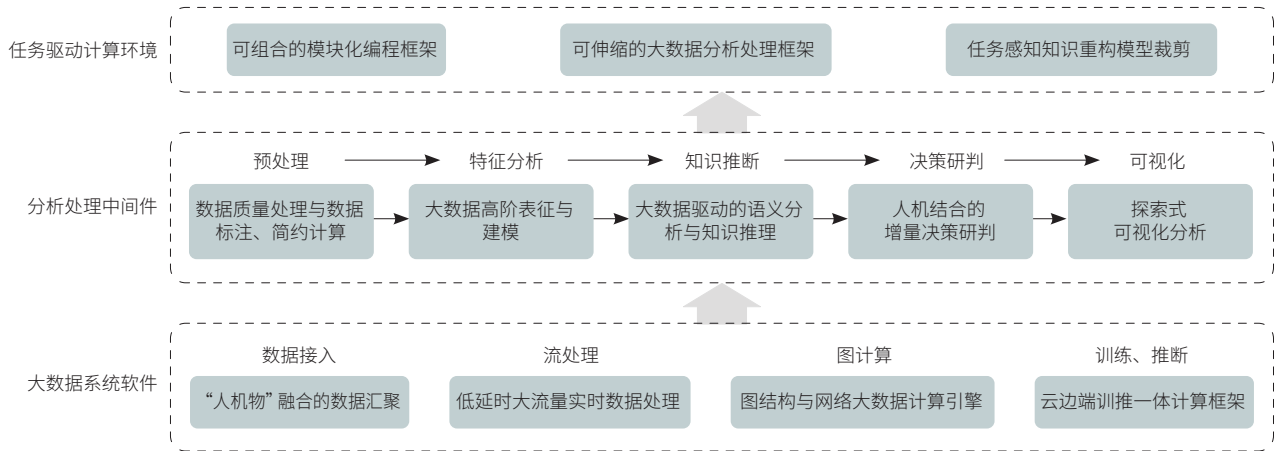 任务驱动计算环境
可组合的模块化编程框架
可伸缩的大数据分析处理框架
任务感知知识重构模型裁剪
分析处理中间件
预处理
特征分析
知识推断
决策研判
可视化
数据质量处理与数据
标注、简约计算
大数据高阶表征与
建模
大数据驱动的语义分
析与知识推理
人机结合的
增量决策研判
探索式
可视化分析
大数据系统软件
数据接入
流处理
图计算
训练、推断
“人机物”融合的数据汇聚
低延时大流量实时数据处理
图结构与网络大数据计算引擎
云边端训推一体计算框架